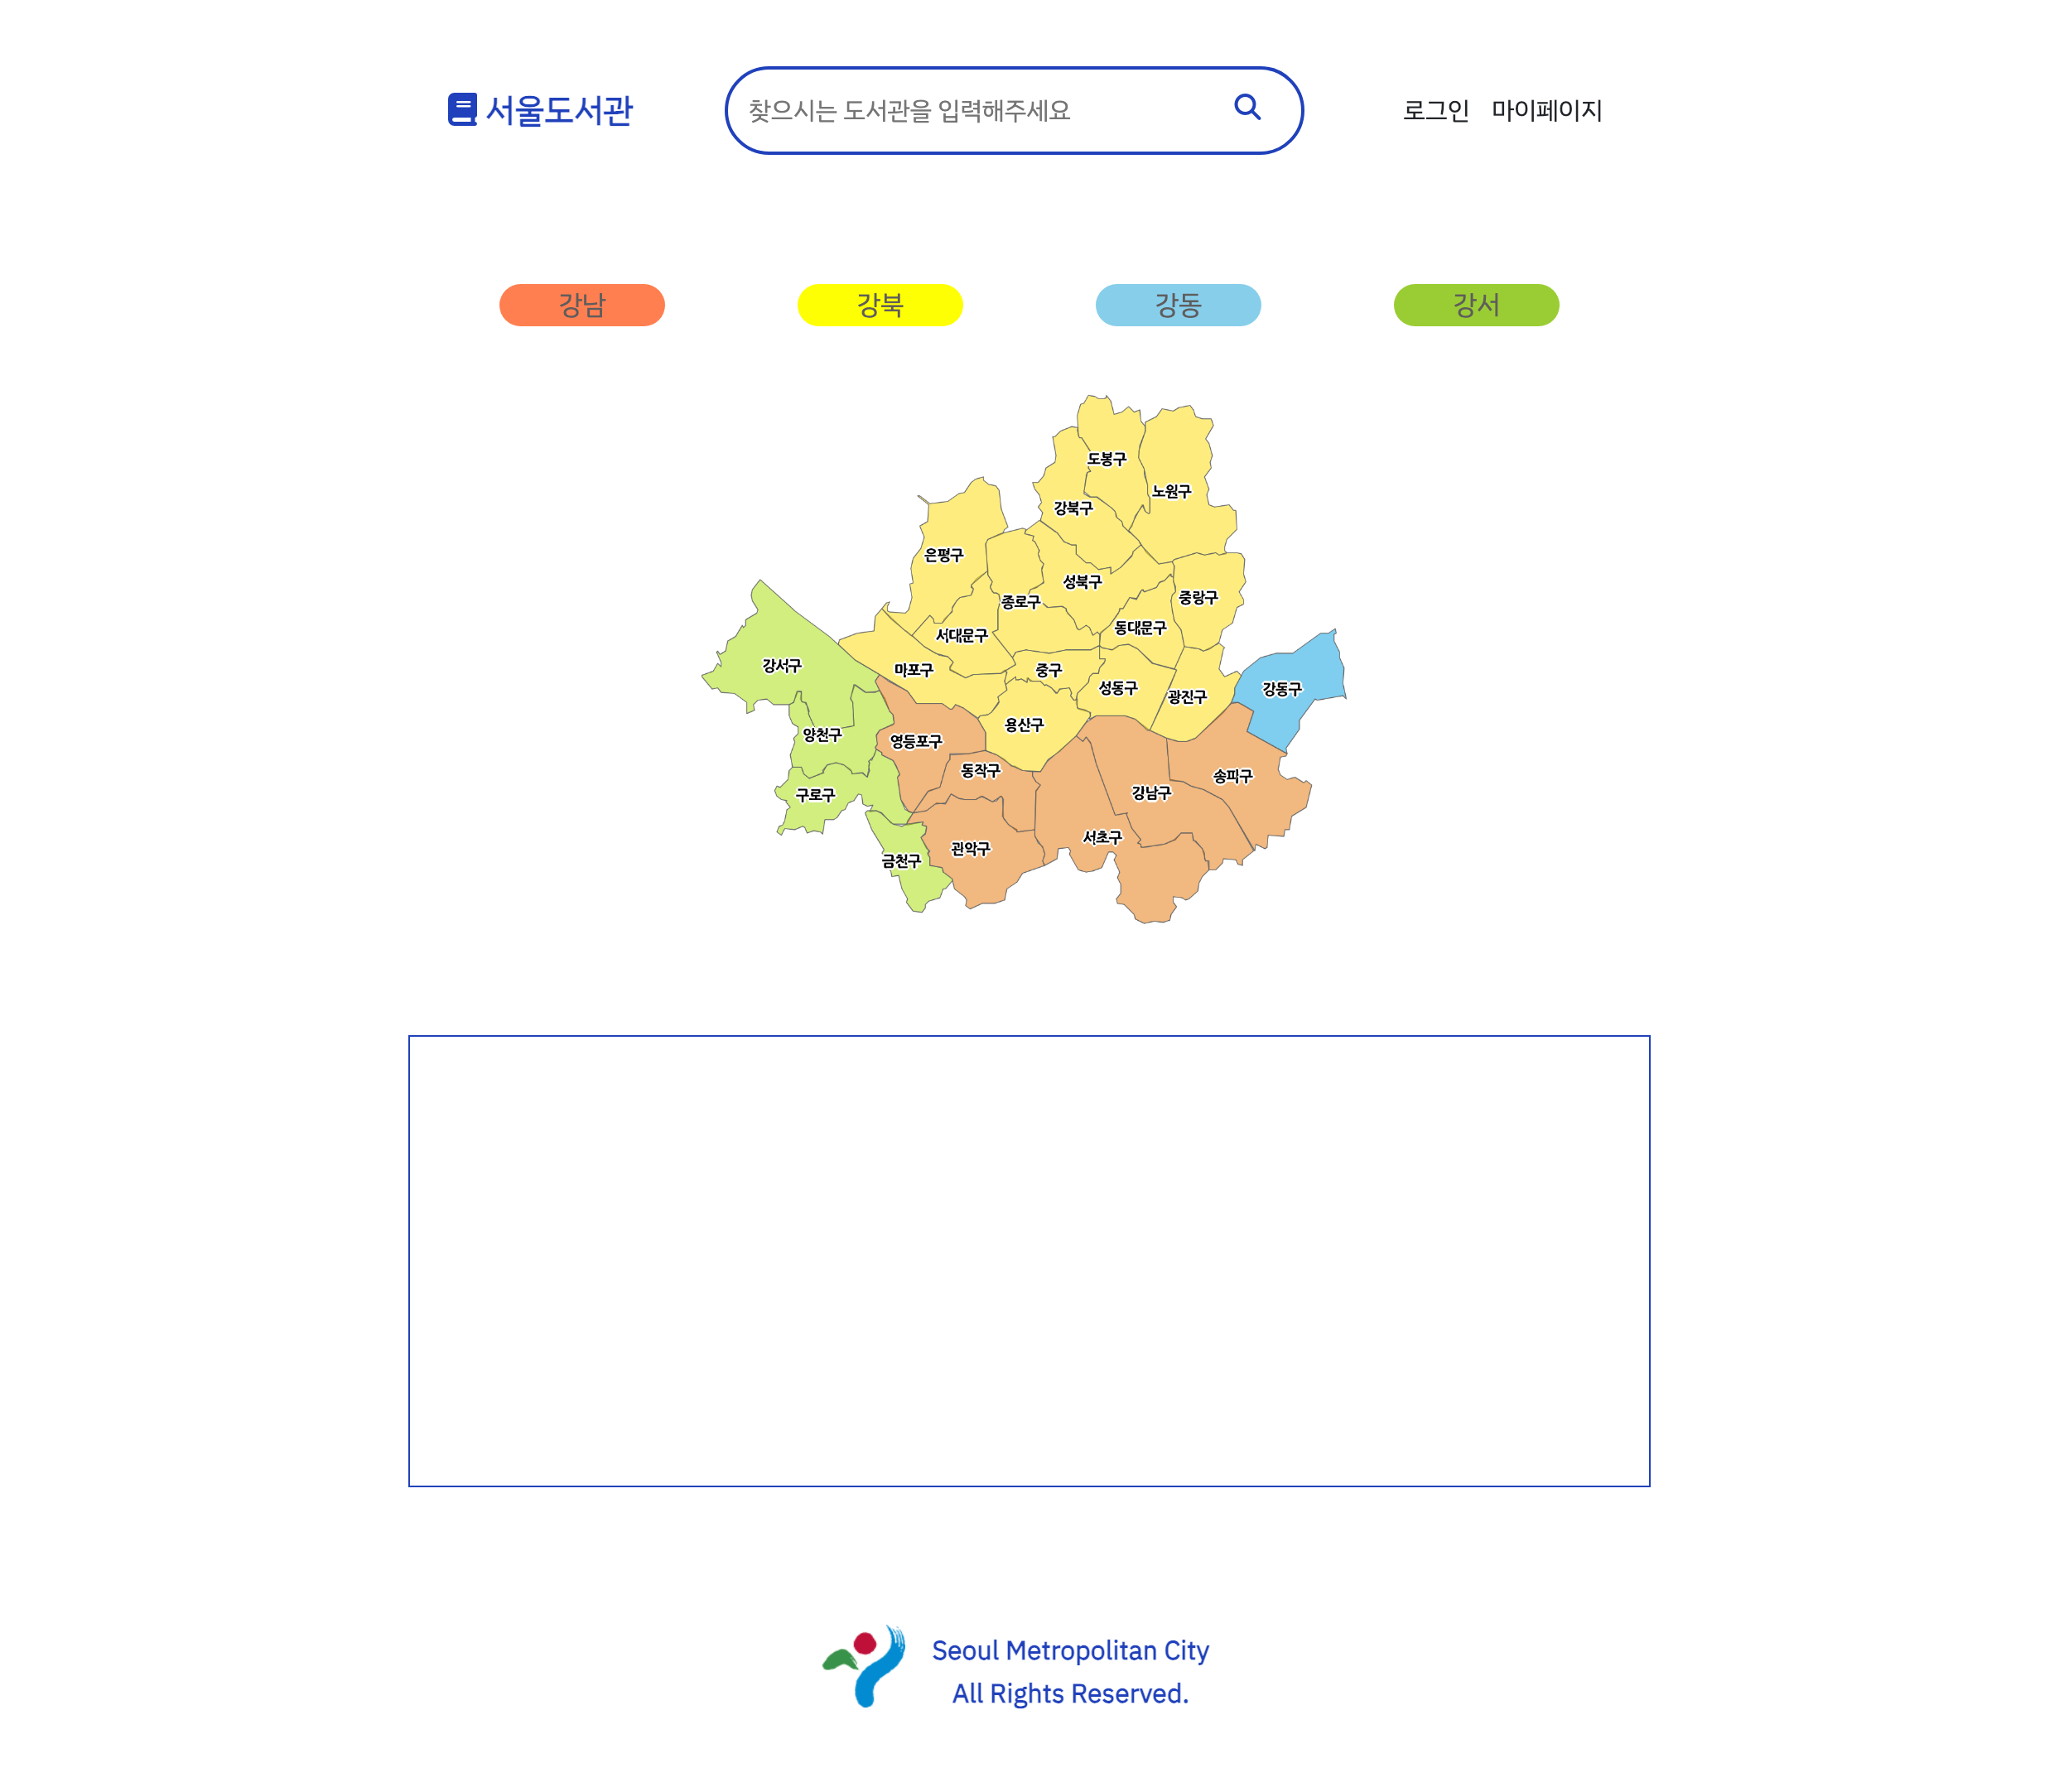 서울도서관
찾으시는 도서관을 입력해주세요
로그인 마이페이지
강남 강북 강동 강서
도봉구
노원구
강북구
은평구
성북구
중랑구
종로구
동대문구
서대문구
강서구
마포구
중구
성동구
강동구
광진구
용산구
양천구
영등포구
동작구
송파구
강남구
구로구
서초구
관악구
금천구
Seoul Metropolitan City
All Rights Reserved.